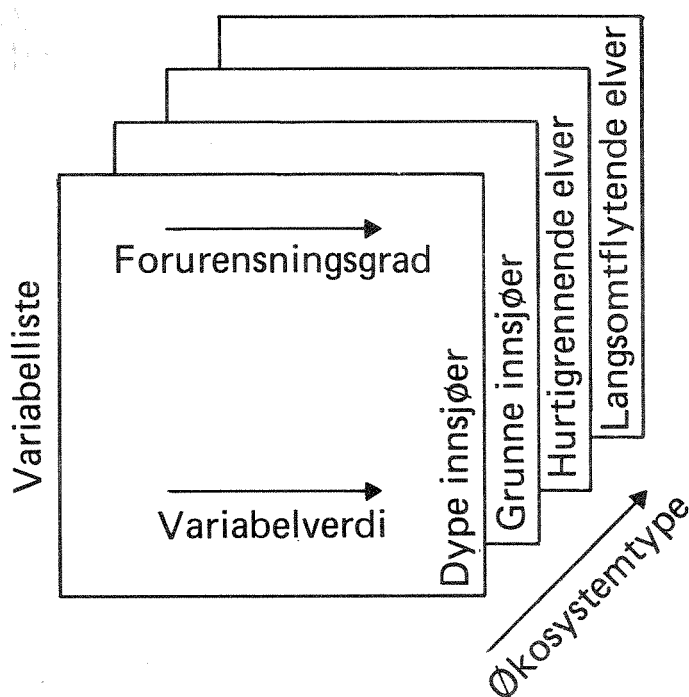 Variabelliste
Forurensningsgrad
Variabelverdi
Dype innsjøer
Grunne innsjøer
Hurtigrennende elver
Langsomtflytende elver
Økosystemtype